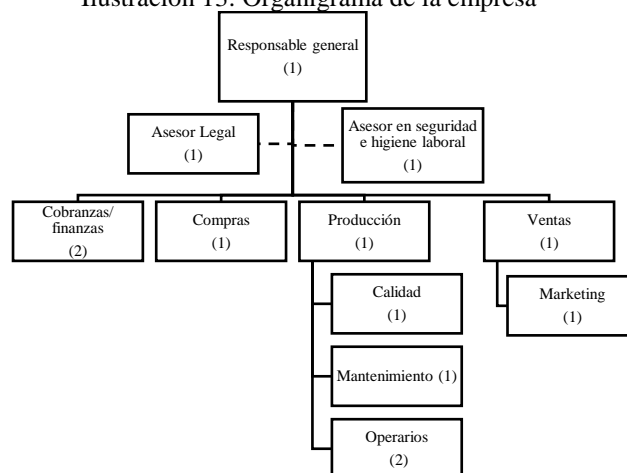 Ilustración 13: Organigrama de la empresa
Responsable general
(1)
Asesor Legal
(1)
Asesor en seguridad
e higiene laboral
(1)
Cobranzas/
finanzas
(2)
Compras
(1)
Producción
(1)
Ventas
(1)
Calidad
(1)
Marketing
(1)
Mantenimiento (1)
Operarios
(2)